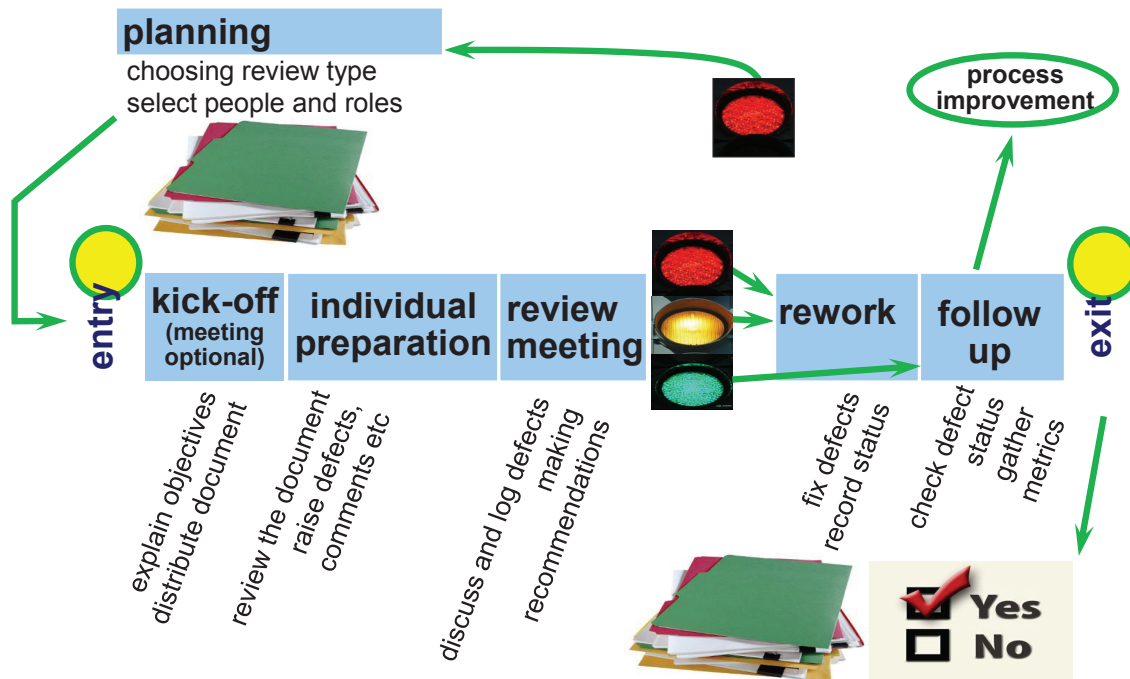 planning
choosing review type
select people and roles
process
improvement
entry
kick-off
(meeting
optional)
individual
preparation
review
meeting
rework
follow
up
exit
explain objectives
distribute document
review the document
raise defects,
comments etc
discuss and log defects
making
recommendations
fix defects
record status
check defect
status
gather
metrics
Yes
No